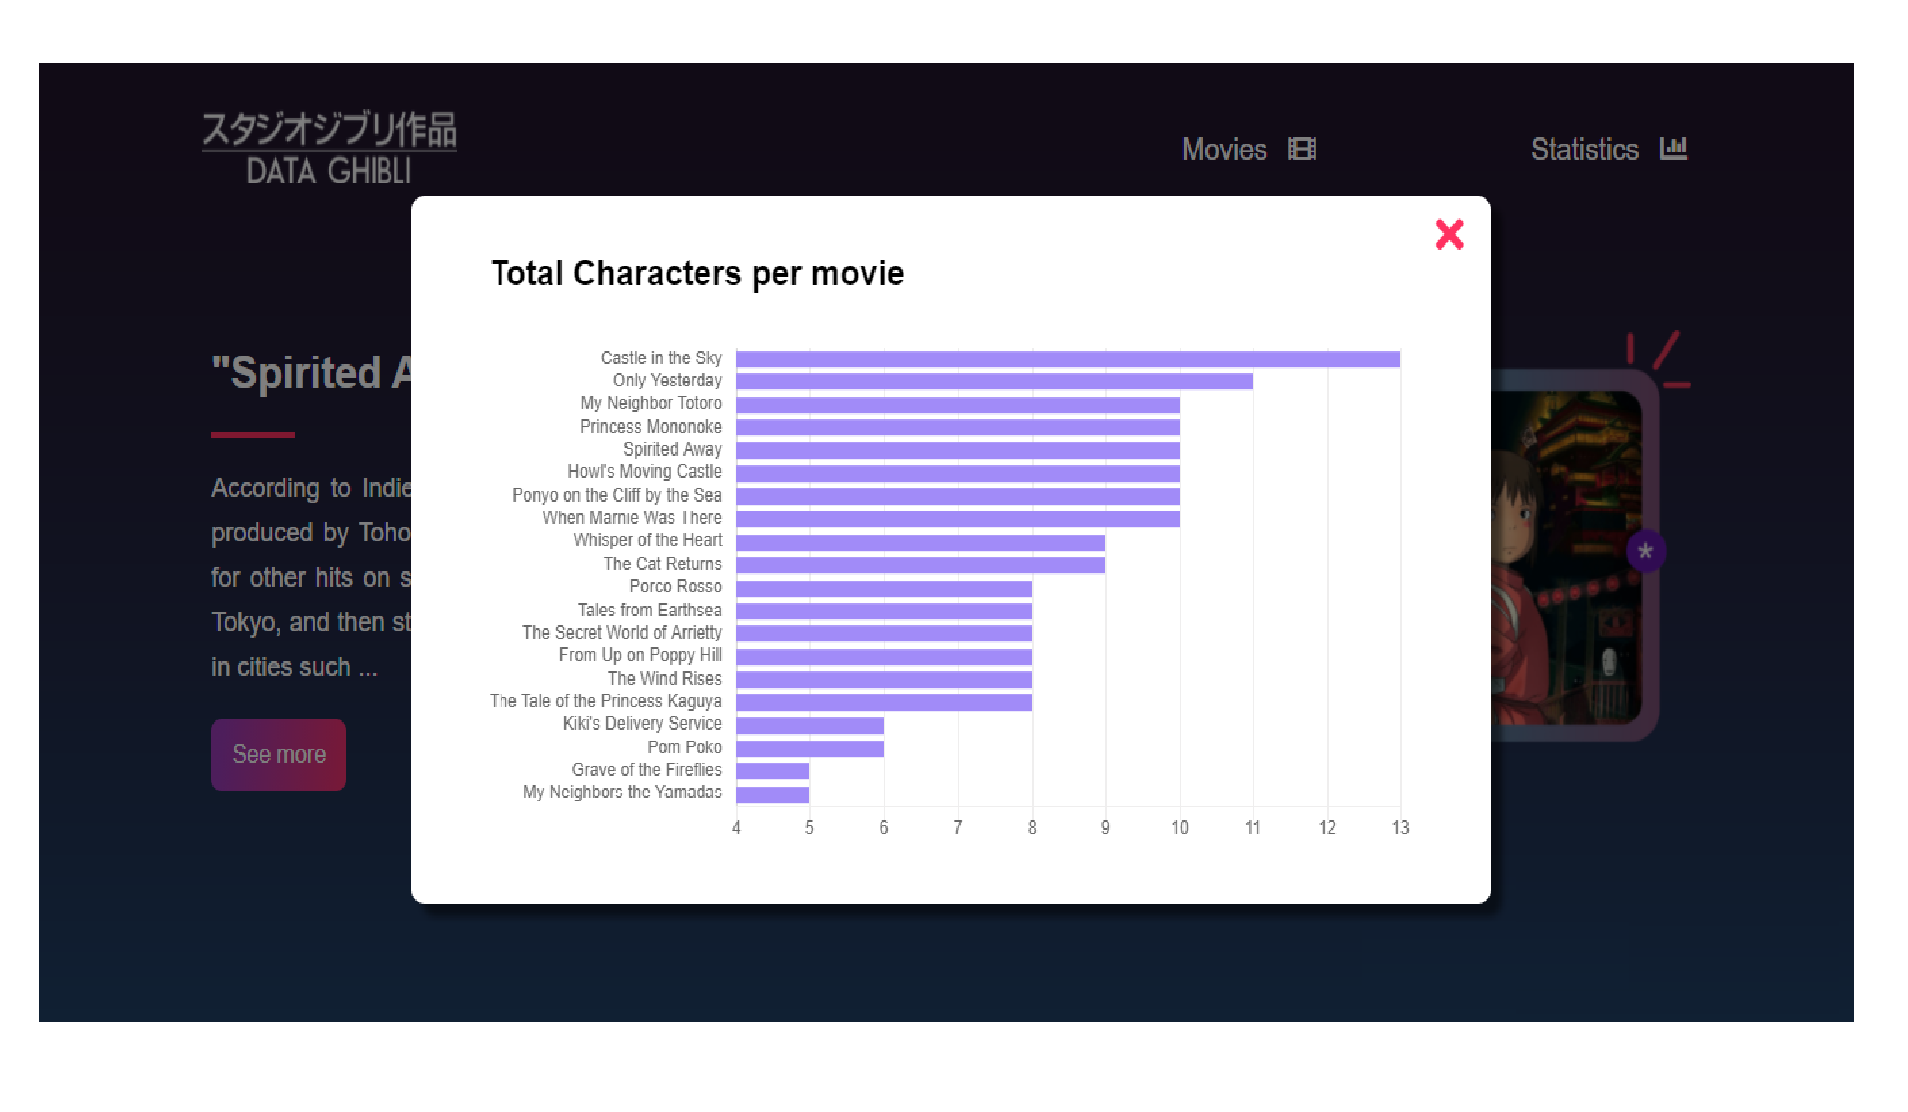 スタジオジブリ作品
DATA GHIBLI
Movies
Statistics
Total Characters per movie
"Spirited A
According to Indie
produced by Toho
for other hits on s
Tokyo, and then st
in cities such ...
See more
Castle in the Sky
Only Yesterday
My Neighbor Totoro
Princess Mononoke
Spirited Away
Howl's Moving Castle
Ponyo on the Cliff by the Sea
When Marnie Was There
Whisper of the Heart
The Cat Returns
Porco Rosso
Tales from Earthsea
The Secret World of Arrietty
From Up on Poppy Hill
The Wind Rises
The Tale of the Princess Kaguya
Kiki's Delivery Service
Pom Poko
Grave of the Fireflies
My Neighbors the Yamadas
4 5 6 7 8 9 10 11 12 13
*